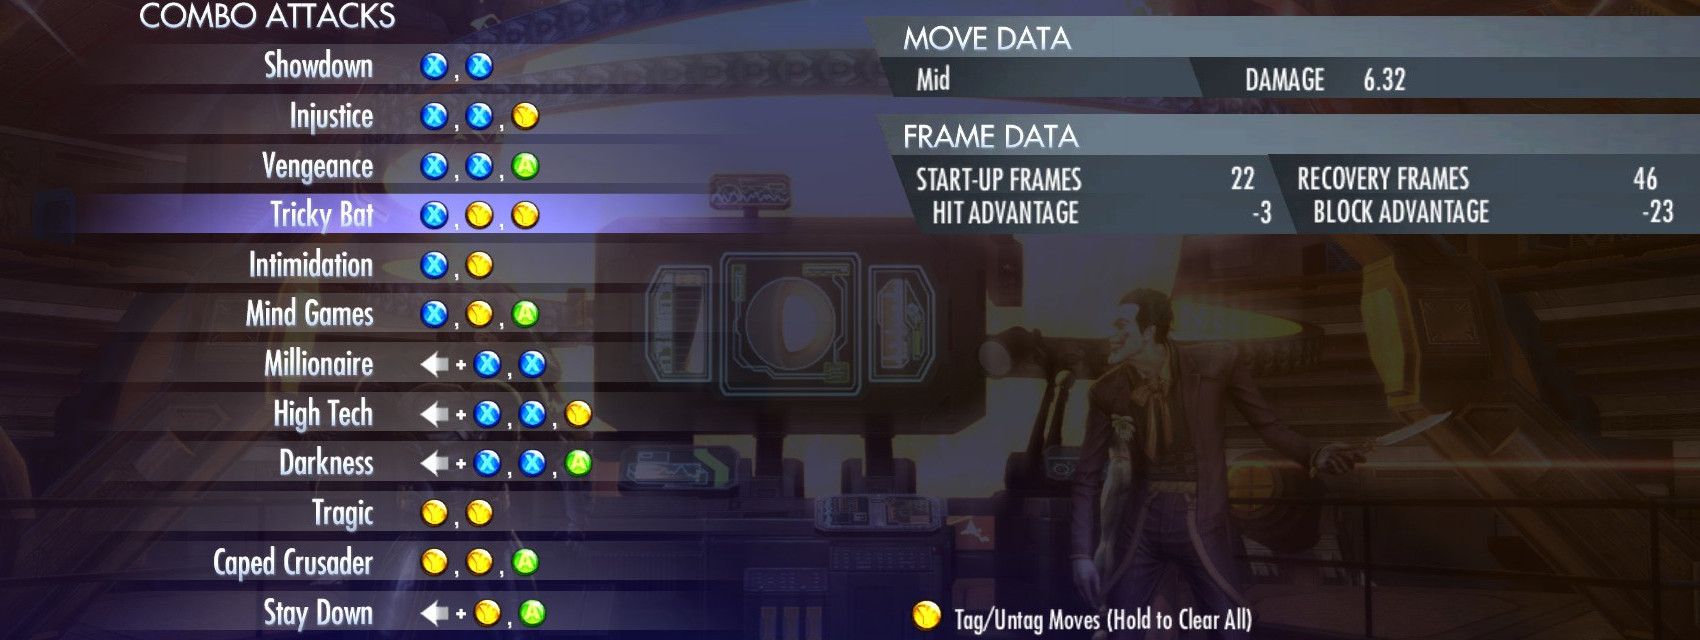 COMBO ATTACKS
Showdown X , X
Injustice X , X , Y
Vengeance X , X , A
Tricky Bat X , Y , Y
Intimidation X , Y
Mind Games X , Y , A
Millionaire ← + X , X
High Tech ← + X , X , Y
Darkness ← + X , X , A
Tragic Y , Y
Caped Crusader Y , Y , A
Stay Down ← + Y , A
MOVE DATA
Mid DAMAGE 6.32
FRAME DATA
START-UP FRAMES 22 RECOVERY FRAMES 46
HIT ADVANTAGE -3 BLOCK ADVANTAGE -23
Y Tag/Untag Moves (Hold to Clear All)